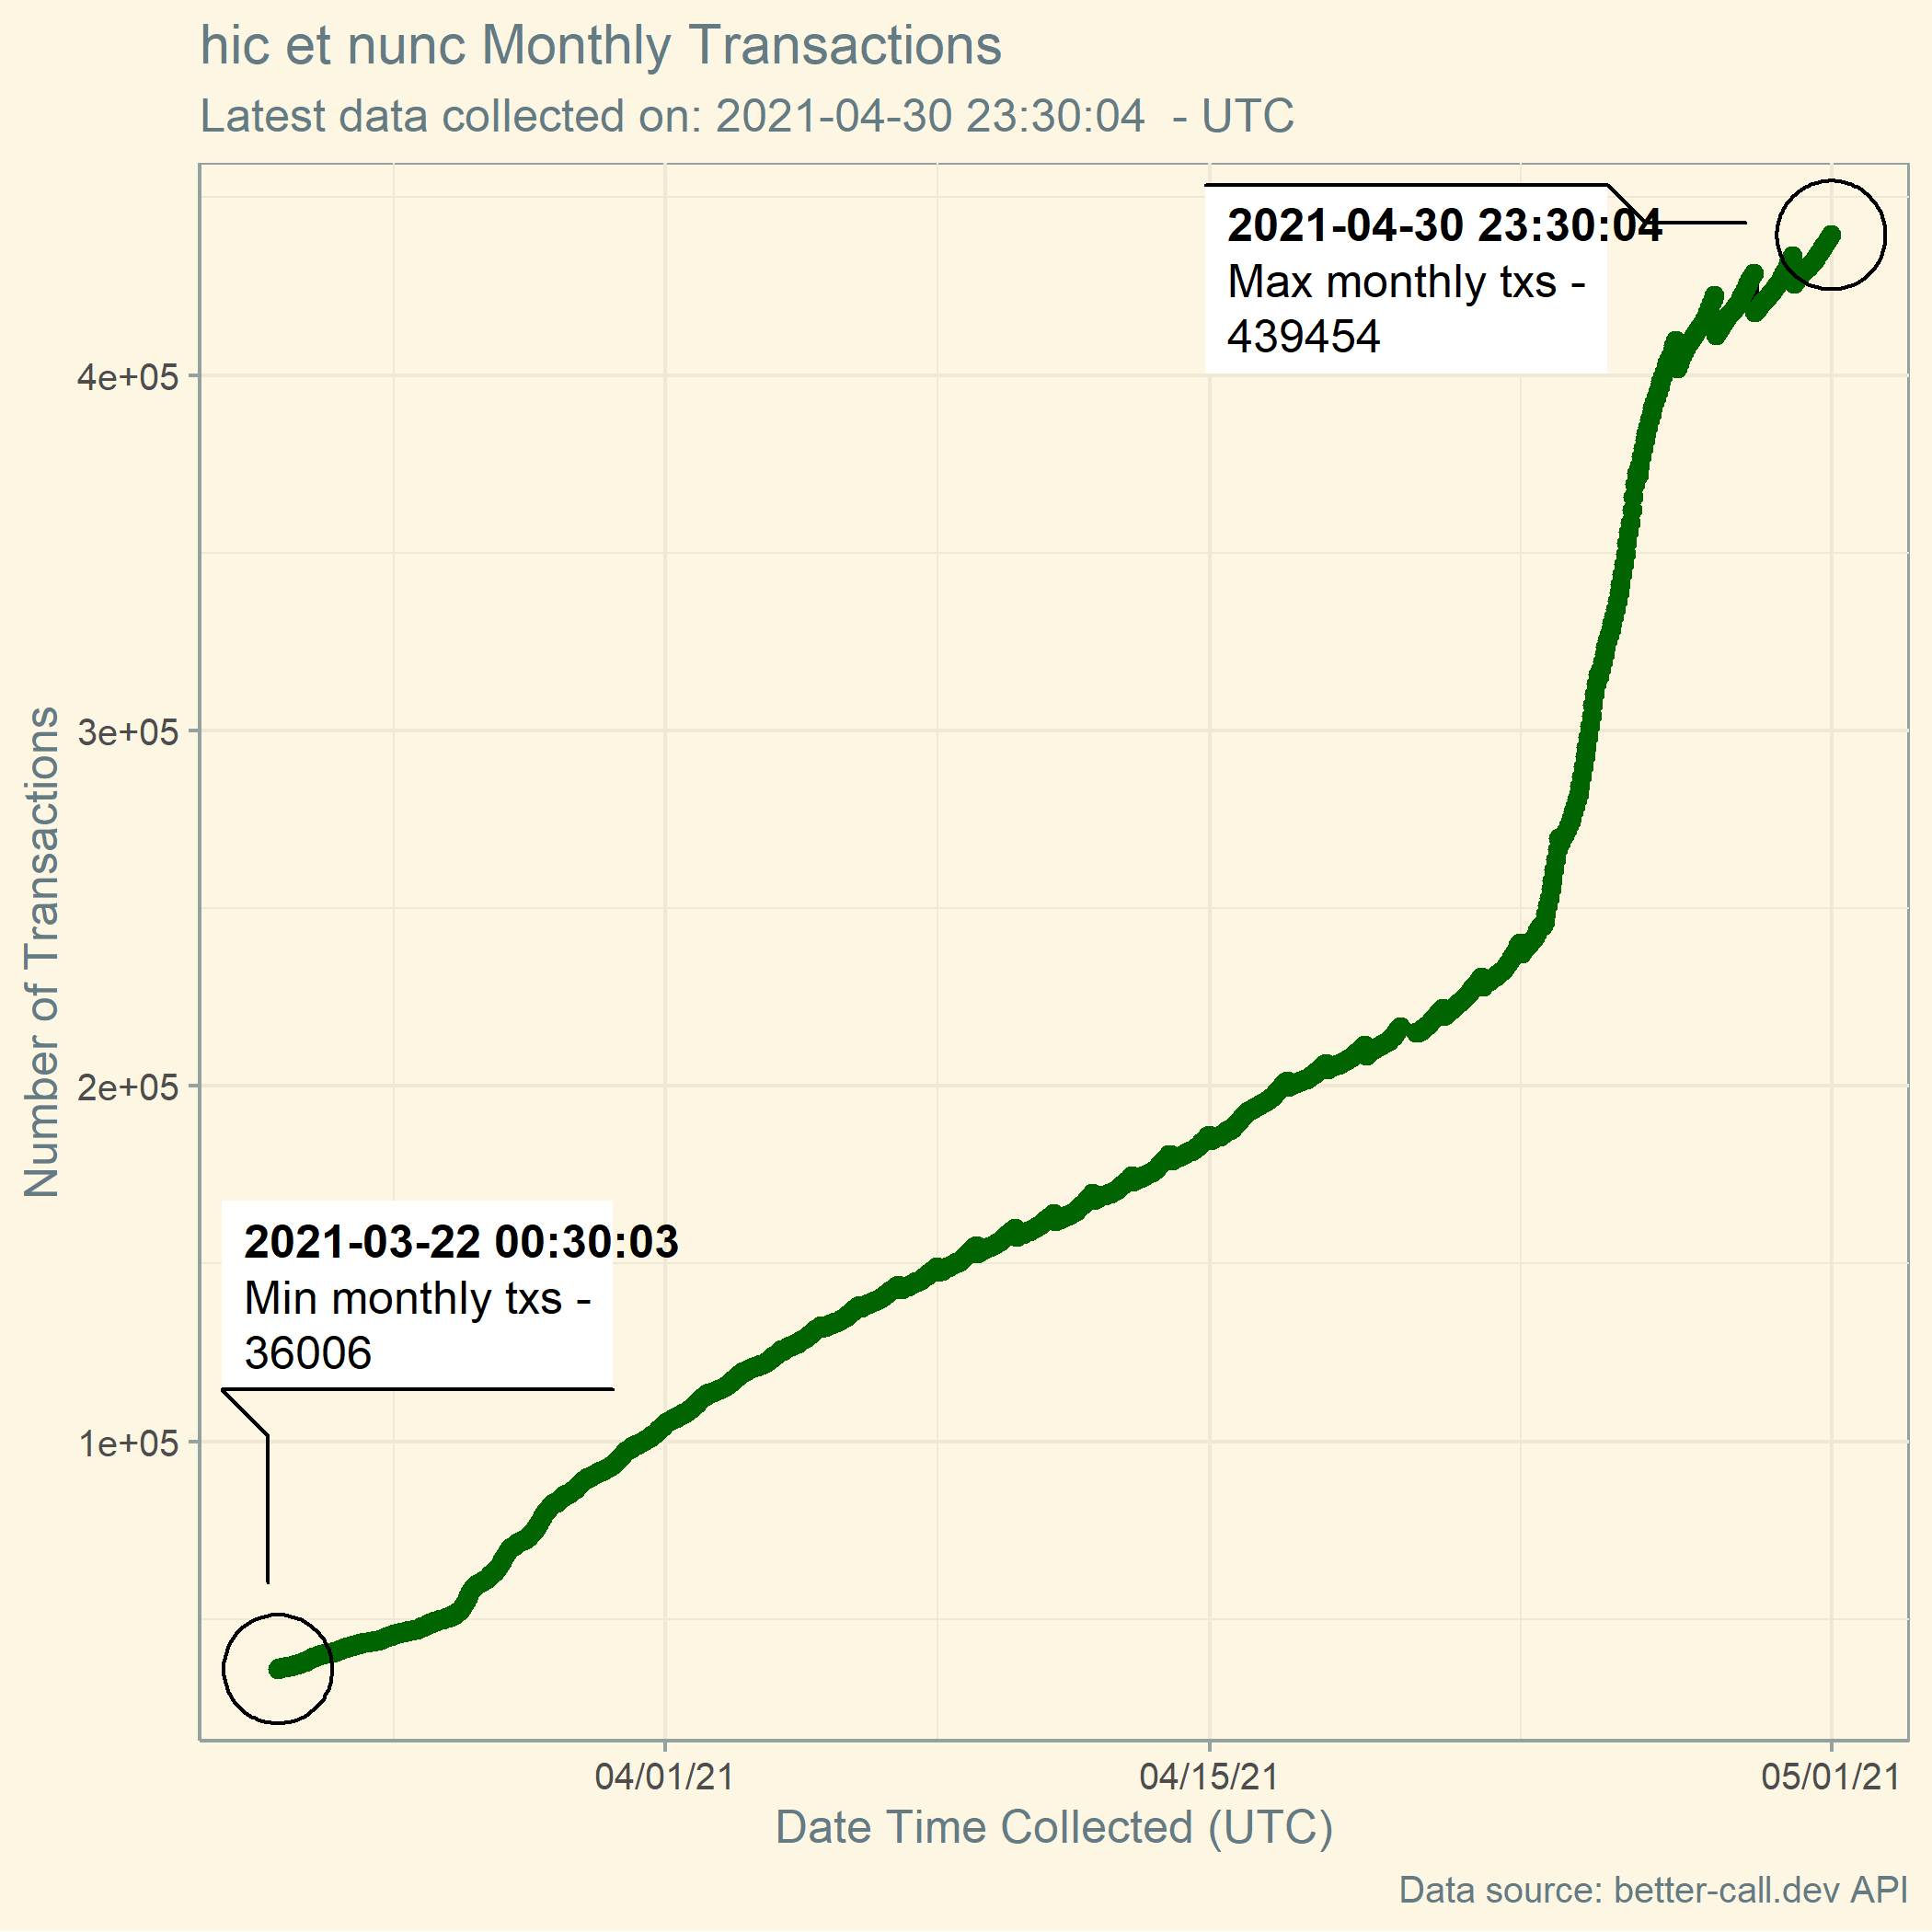 hic et nunc Monthly Transactions
Latest data collected on: 2021-04-30 23:30:04  - UTC
2021-04-30 23:30:04
Max monthly txs -
439454
4e+05
3e+05
2e+05
1e+05
Number of Transactions
2021-03-22 00:30:03
Min monthly txs -
36006
04/01/21
04/15/21
05/01/21
Date Time Collected (UTC)
Data source: better-call.dev API